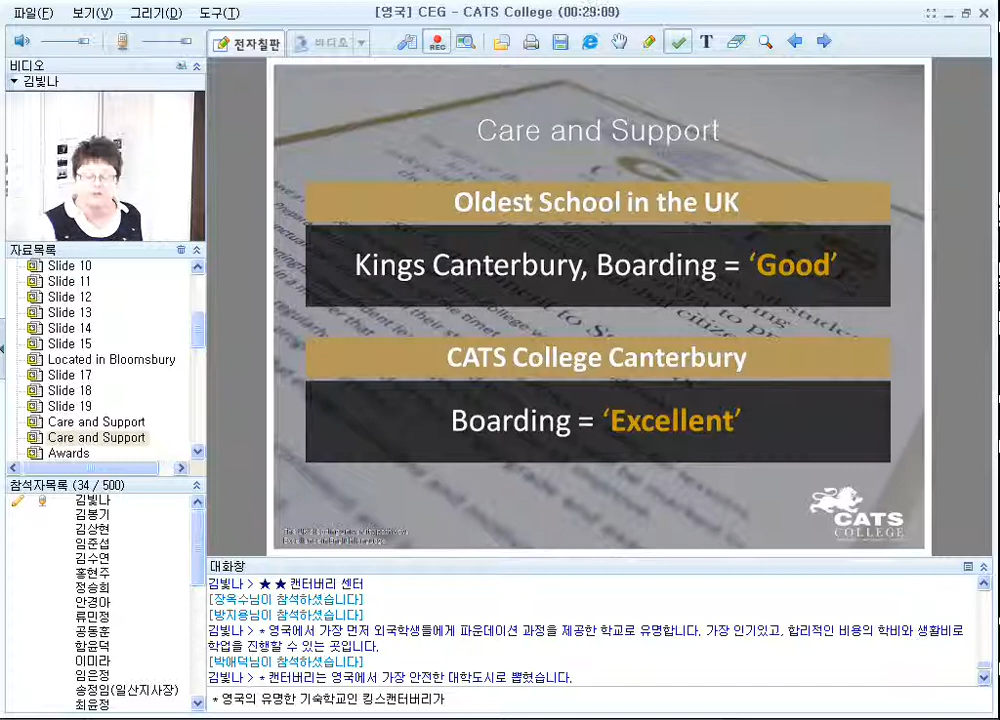 파일(F) 보기(V) 그리기(D) 도구(T) [영국] CEG - CATS College (00:29:09)
전자칠판 비디오 REC T
비디오
김빛나
자료목록
Slide 10
Slide 11
Slide 12
Slide 13
Slide 14
Slide 15
Located in Bloomsbury
Slide 17
Slide 18
Slide 19
Care and Support
Care and Support
Awards
참석자목록 (34 / 500)
김빛나
김봉기
김상현
김준섭
김수연
홍현주
정승희
안경아
류민정
공동훈
함윤덕
이미라
임은정
송정임(일산지사장)
최윤정
Care and Support
Oldest School in the UK
Kings Canterbury, Boarding = ‘Good’
CATS College Canterbury
Boarding = ‘Excellent’
CATS
COLLEGE
대화창
김빛나 > ★ ★ 캔터버리 센터
[장옥수님이 참석하셨습니다]
[방지용님이 참석하셨습니다]
김빛나 > * 영국에서 가장 먼저 외국학생들에게 파운데이션 과정을 제공한 학교로 유명합니다. 가장 인기있고, 합리적인 비용의 학비와 생활비로
학업을 진행할 수 있는 곳입니다.
[박애덕님이 참석하셨습니다]
김빛나 > * 캔터버리는 영국에서 가장 안전한 대학도시로 뽑혔습니다.
* 영국의 유명한 기숙학교인 킹스캔터버리가